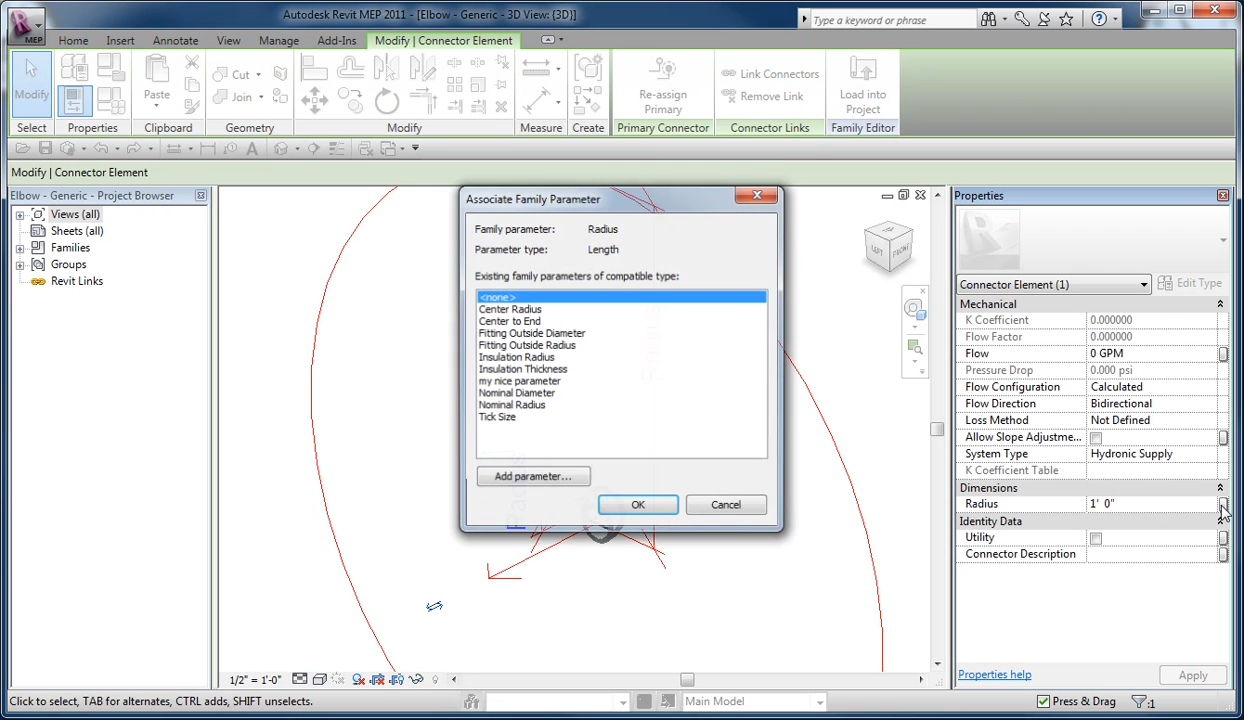 Autodesk Revit MEP 2011 - [Elbow - Generic - 3D View: {3D}]
Type a keyword or phrase
MEP
Home
Insert
Annotate
View
Manage
Add-Ins
Modify | Connector Element
Modify
Paste
Cut
Join
Re-assign Primary
Link Connectors
Remove Link
Load into Project
Select
Properties
Clipboard
Geometry
Modify
Measure
Create
Primary Connector
Connector Links
Family Editor
Modify | Connector Element
Elbow - Generic - Project Browser
Views (all)
Sheets (all)
Families
Groups
Revit Links
Associate Family Parameter
Family parameter: Radius
Parameter type: Length
Existing family parameters of compatible type:
<none>
Center Radius
Center to End
Fitting Outside Diameter
Fitting Outside Radius
Insulation Radius
Insulation Thickness
my nice parameter
Nominal Diameter
Nominal Radius
Tick Size
Add parameter...
OK
Cancel
LEFT
FRONT
Properties
Connector Element (1)
Edit Type
Mechanical
K Coefficient 0.000000
Flow Factor 0.000000
Flow 0 GPM
Pressure Drop 0.000 psi
Flow Configuration Calculated
Flow Direction Bidirectional
Loss Method Not Defined
Allow Slope Adjustme...
System Type Hydronic Supply
K Coefficient Table
Dimensions
Radius 1' 0"
Identity Data
Utility
Connector Description
Properties help
Apply
1/2" = 1'-0"
Click to select, TAB for alternates, CTRL adds, SHIFT unselects.
Main Model
Press & Drag
:1